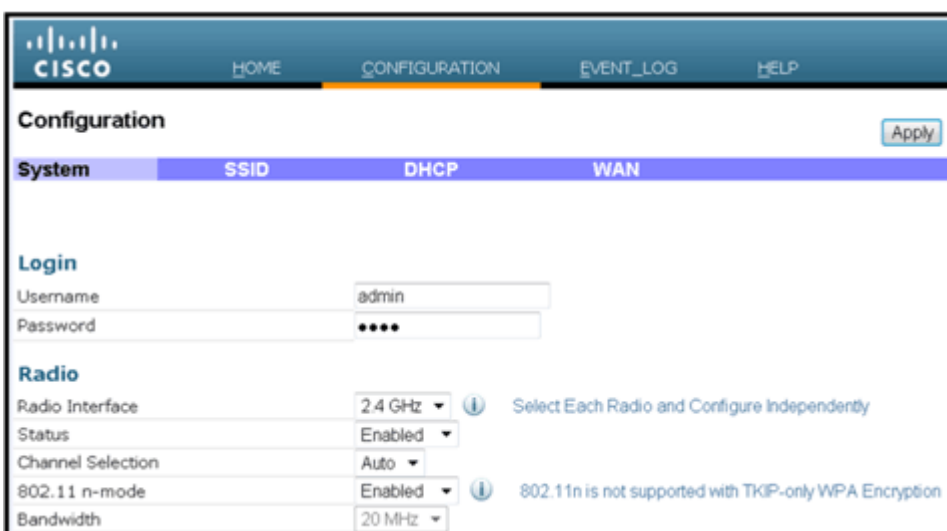 CISCO
HOME CONFIGURATION EVENT_LOG HELP
Configuration
Apply
System SSID DHCP WAN
Login
Username admin
Password ••••
Radio
Radio Interface 2.4 GHz Select Each Radio and Configure Independently
Status Enabled
Channel Selection Auto
802.11 n-mode Enabled 802.11n is not supported with TKIP-only WPA Encryption
Bandwidth 20 MHz